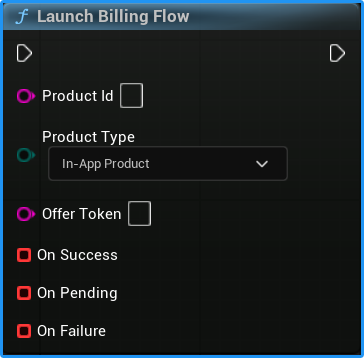 Launch Billing Flow
Product Id
Product Type
In-App Product
Offer Token
On Success
On Pending
On Failure